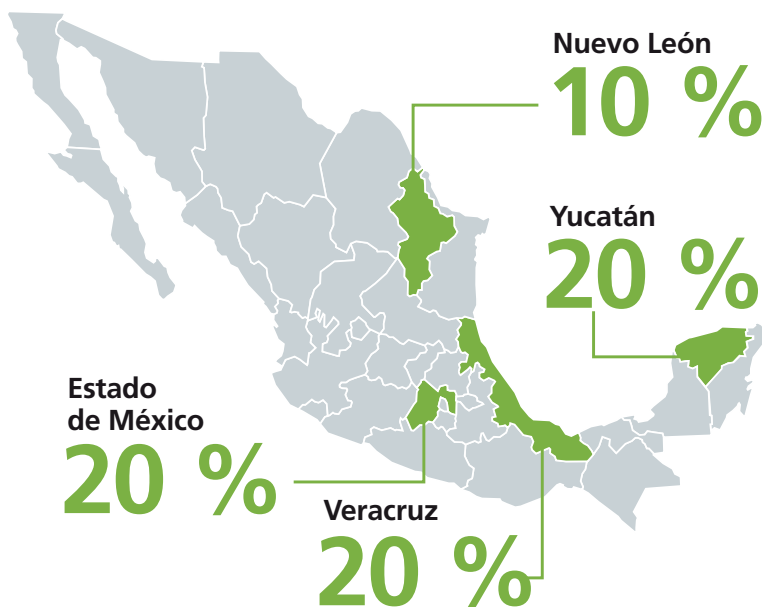 Nuevo León
10 %
Yucatán
20 %
Estado
de México
20 %
Veracruz
20 %